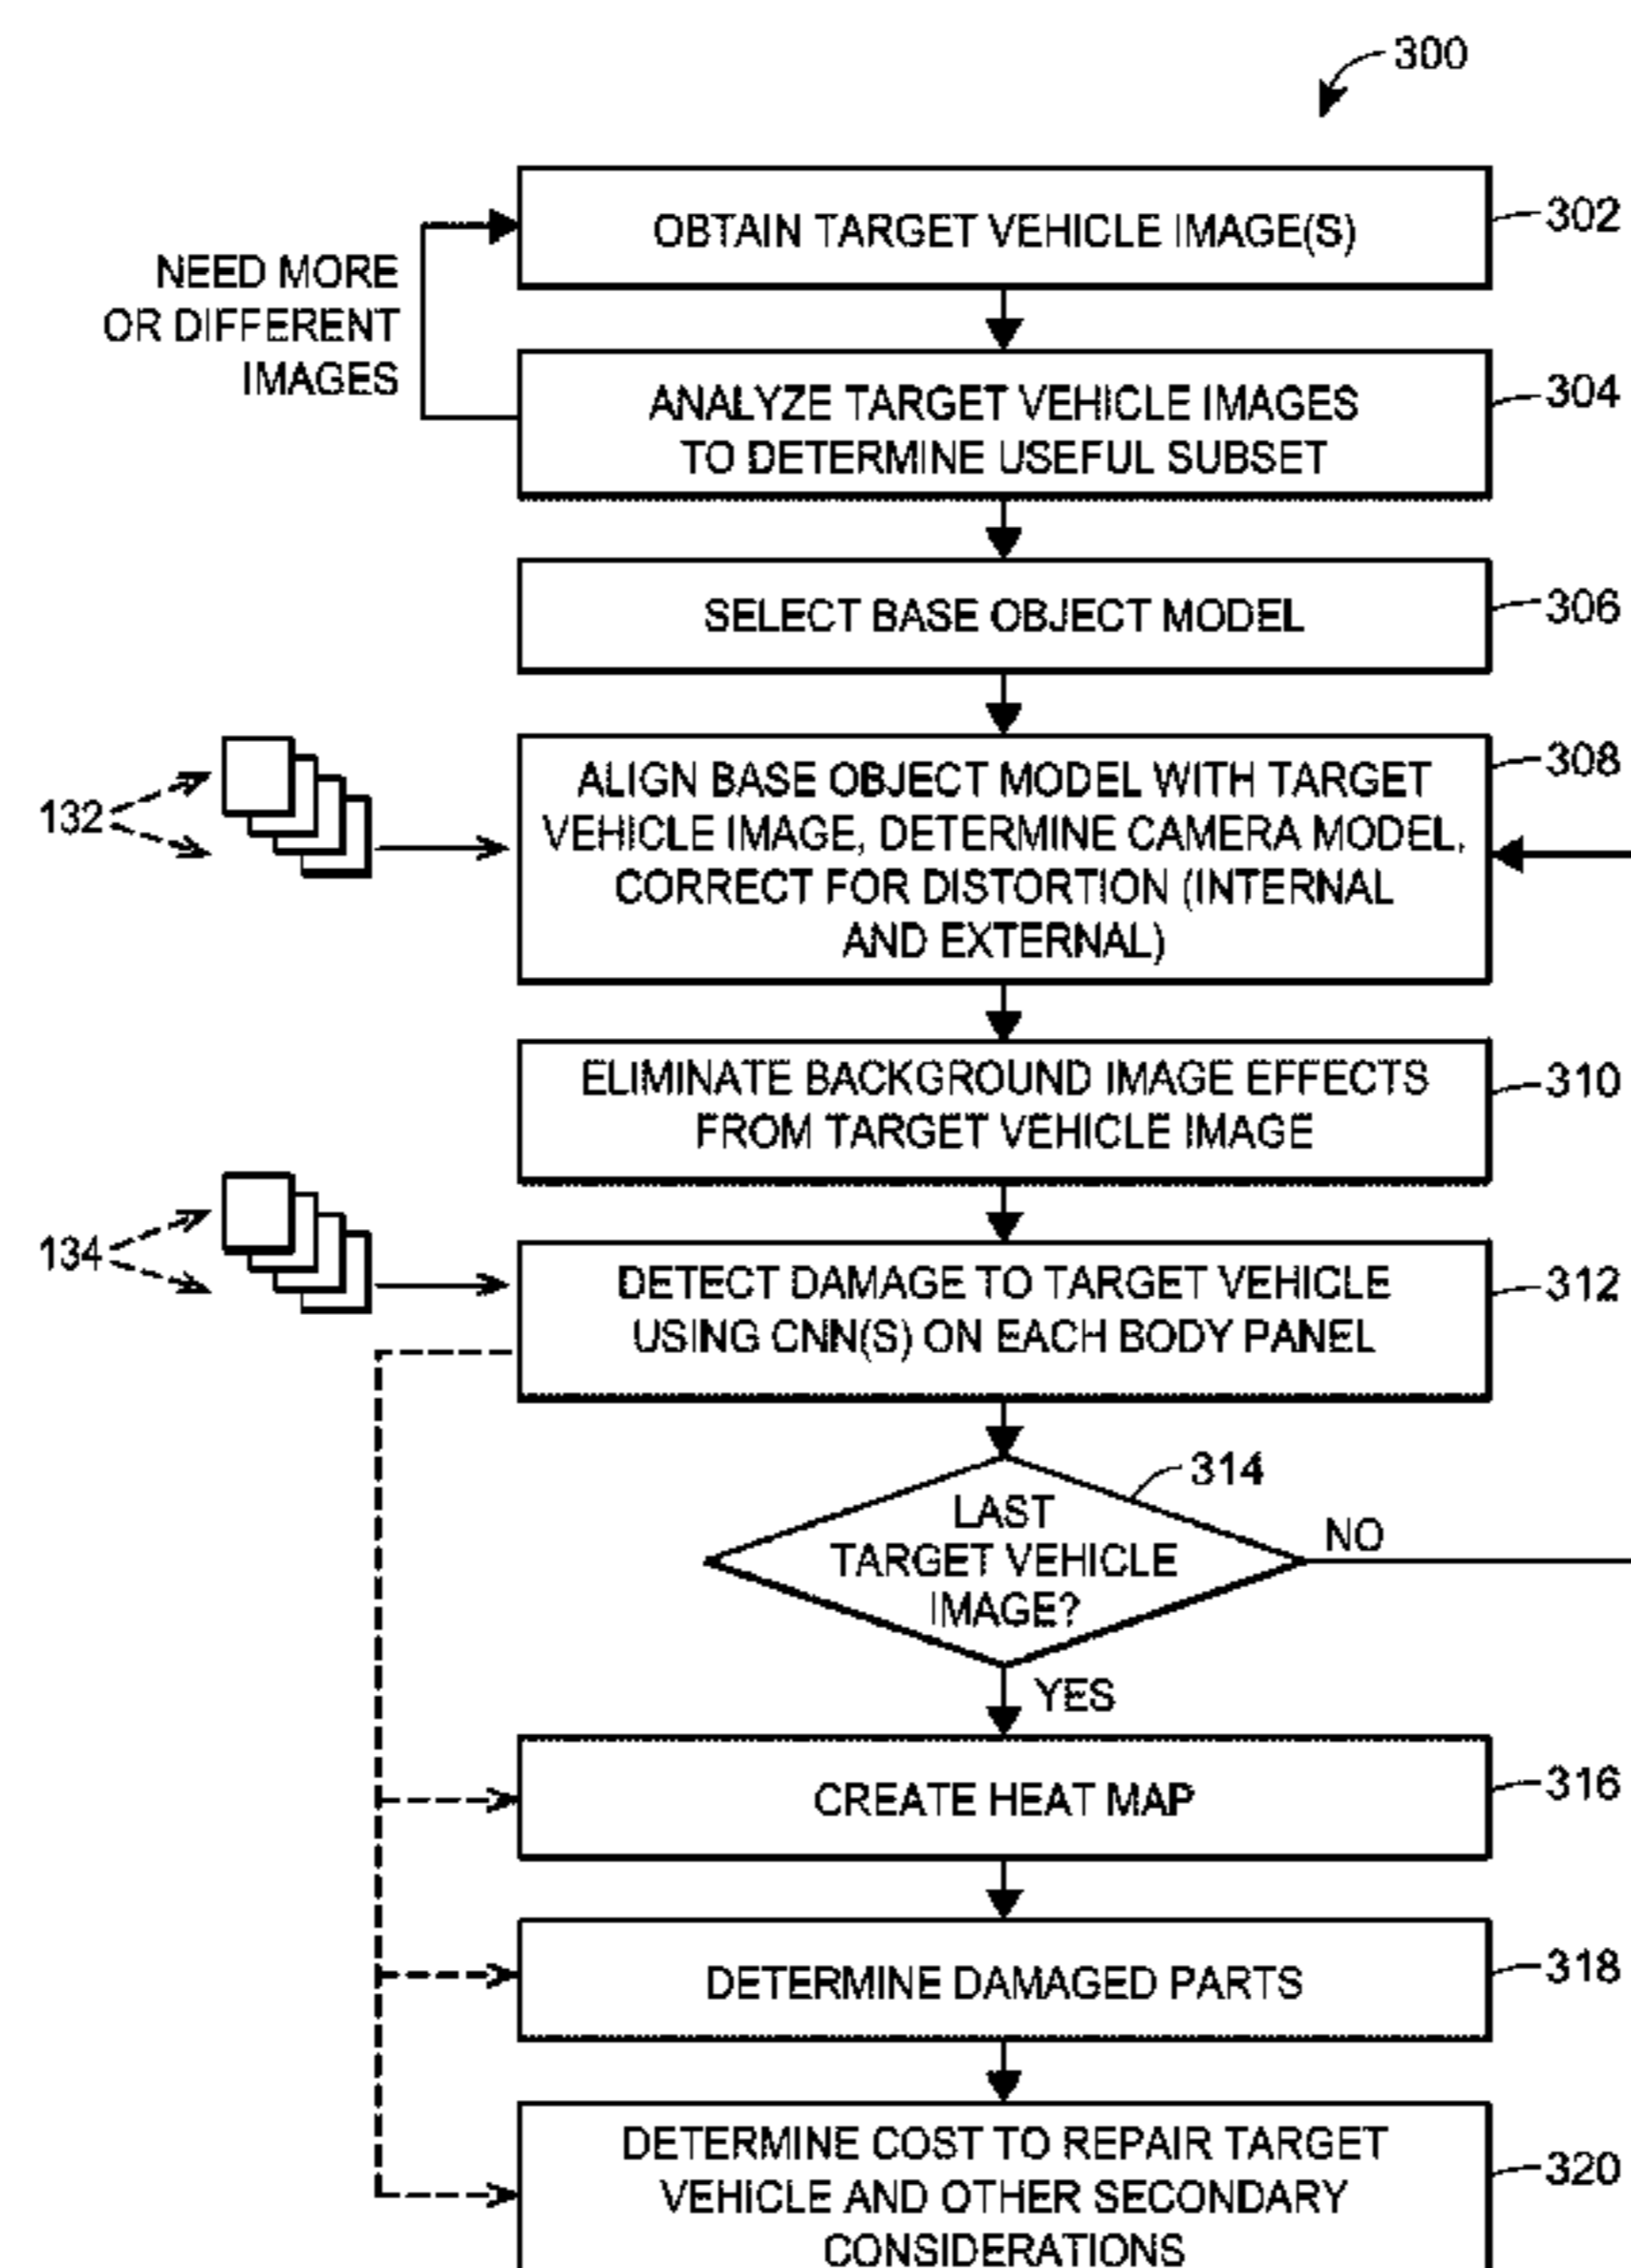 300
OBTAIN TARGET VEHICLE IMAGE(S)
302
NEED MORE
OR DIFFERENT
IMAGES
ANALYZE TARGET VEHICLE IMAGES
TO DETERMINE USEFUL SUBSET
304
SELECT BASE OBJECT MODEL
306
132
ALIGN BASE OBJECT MODEL WITH TARGET
VEHICLE IMAGE, DETERMINE CAMERA MODEL,
CORRECT FOR DISTORTION (INTERNAL
AND EXTERNAL)
308
ELIMINATE BACKGROUND IMAGE EFFECTS
FROM TARGET VEHICLE IMAGE
310
134
DETECT DAMAGE TO TARGET VEHICLE
USING CNN(S) ON EACH BODY PANEL
312
314
LAST
TARGET VEHICLE
IMAGE?
NO
YES
CREATE HEAT MAP
316
DETERMINE DAMAGED PARTS
318
DETERMINE COST TO REPAIR TARGET
VEHICLE AND OTHER SECONDARY
CONSIDERATIONS
320